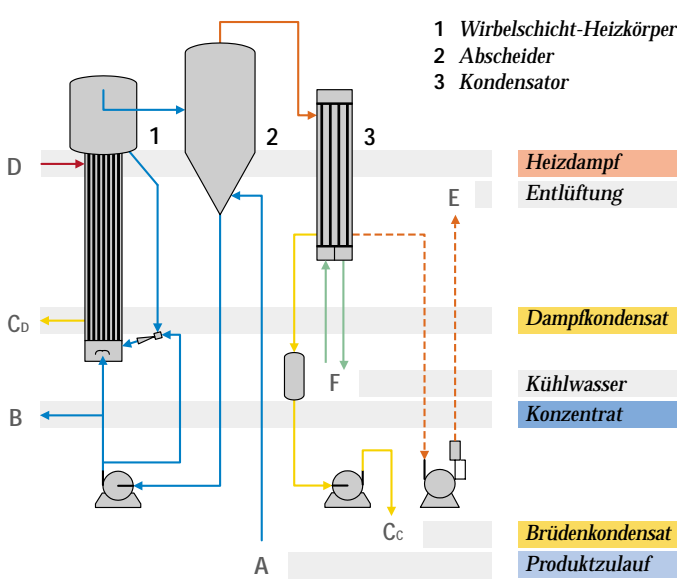 1 Wirbelschicht-Heizkörper
2 Abscheider
3 Kondensator
1
2
3
D
Heizdampf
E
Entlüftung
CD
Dampfkondensat
F
Kühlwasser
B
Konzentrat
Cc
Brüdenkondensat
A
Produktzulauf